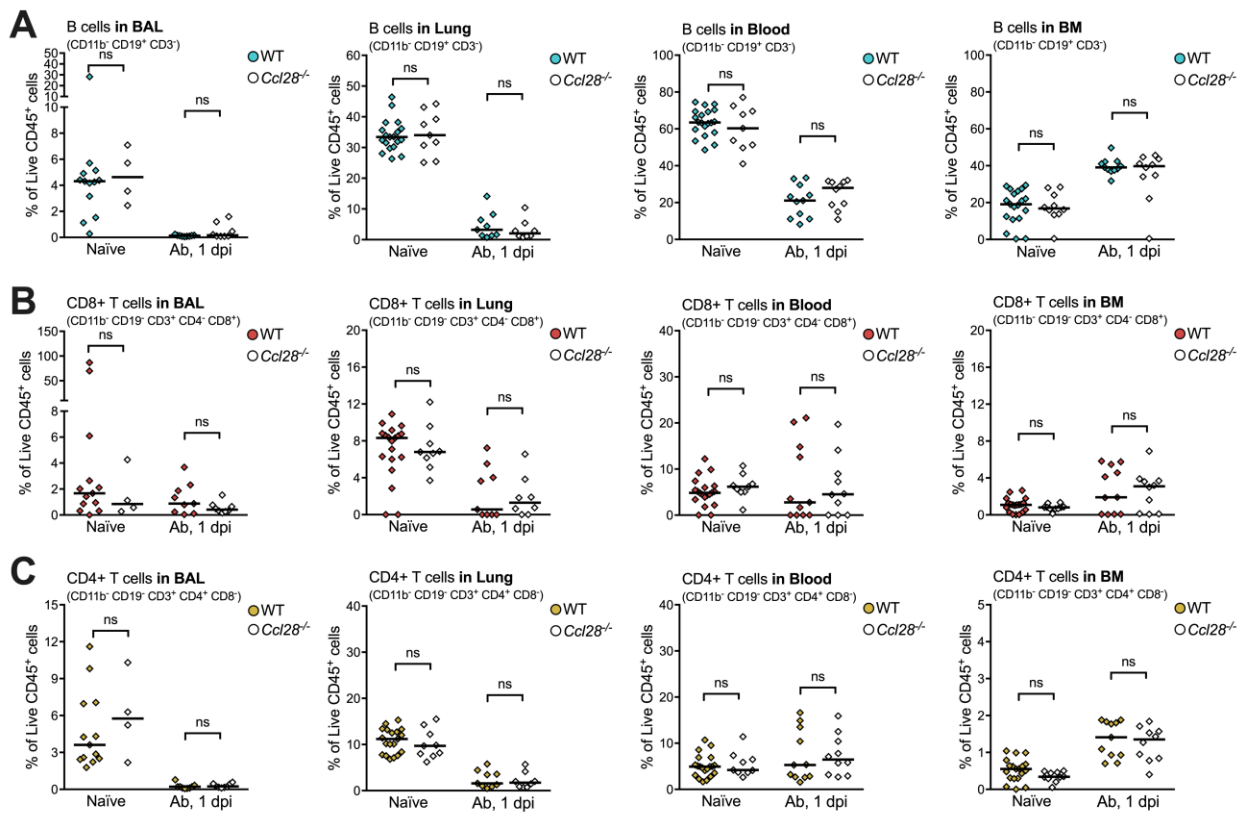 A
B cells in BAL
(CD11b⁻ CD19⁺ CD3⁻)
WT
Ccl28⁻/⁻
ns
ns
% of Live CD45⁺ cells
50
40
30
20
10
10
8
6
4
2
0
Naïve
Ab, 1 dpi
B cells in Lung
(CD11b⁻ CD19⁺ CD3⁻)
WT
Ccl28⁻/⁻
ns
ns
% of Live CD45⁺ cells
60
40
20
0
Naïve
Ab, 1 dpi
B cells in Blood
(CD11b⁻ CD19⁺ CD3⁻)
WT
Ccl28⁻/⁻
ns
ns
% of Live CD45⁺ cells
100
80
60
40
20
0
Naïve
Ab, 1 dpi
B cells in BM
(CD11b⁻ CD19⁺ CD3⁻)
WT
Ccl28⁻/⁻
ns
ns
% of Live CD45⁺ cells
100
80
60
40
20
0
Naïve
Ab, 1 dpi
B
CD8+ T cells in BAL
(CD11b⁻ CD19⁻ CD3⁺ CD4⁻ CD8⁺)
WT
Ccl28⁻/⁻
ns
ns
% of Live CD45⁺ cells
150
100
50
8
6
4
2
0
Naïve
Ab, 1 dpi
CD8+ T cells in Lung
(CD11b⁻ CD19⁻ CD3⁺ CD4⁻ CD8⁺)
WT
Ccl28⁻/⁻
ns
ns
% of Live CD45⁺ cells
20
16
12
8
4
0
Naïve
Ab, 1 dpi
CD8+ T cells in Blood
(CD11b⁻ CD19⁻ CD3⁺ CD4⁻ CD8⁺)
WT
Ccl28⁻/⁻
ns
ns
% of Live CD45⁺ cells
40
30
20
10
0
Naïve
Ab, 1 dpi
CD8+ T cells in BM
(CD11b⁻ CD19⁻ CD3⁺ CD4⁻ CD8⁺)
WT
Ccl28⁻/⁻
ns
ns
% of Live CD45⁺ cells
20
16
12
8
4
0
Naïve
Ab, 1 dpi
C
CD4+ T cells in BAL
(CD11b⁻ CD19⁻ CD3⁺ CD4⁺ CD8⁻)
WT
Ccl28⁻/⁻
ns
ns
% of Live CD45⁺ cells
15
12
9
6
3
0
Naïve
Ab, 1 dpi
CD4+ T cells in Lung
(CD11b⁻ CD19⁻ CD3⁺ CD4⁺ CD8⁻)
WT
Ccl28⁻/⁻
ns
ns
% of Live CD45⁺ cells
40
30
20
10
0
Naïve
Ab, 1 dpi
CD4+ T cells in Blood
(CD11b⁻ CD19⁻ CD3⁺ CD4⁺ CD8⁻)
WT
Ccl28⁻/⁻
ns
ns
% of Live CD45⁺ cells
40
30
20
10
0
Naïve
Ab, 1 dpi
CD4+ T cells in BM
(CD11b⁻ CD19⁻ CD3⁺ CD4⁺ CD8⁻)
WT
Ccl28⁻/⁻
ns
ns
% of Live CD45⁺ cells
5
4
3
2
1
0
Naïve
Ab, 1 dpi